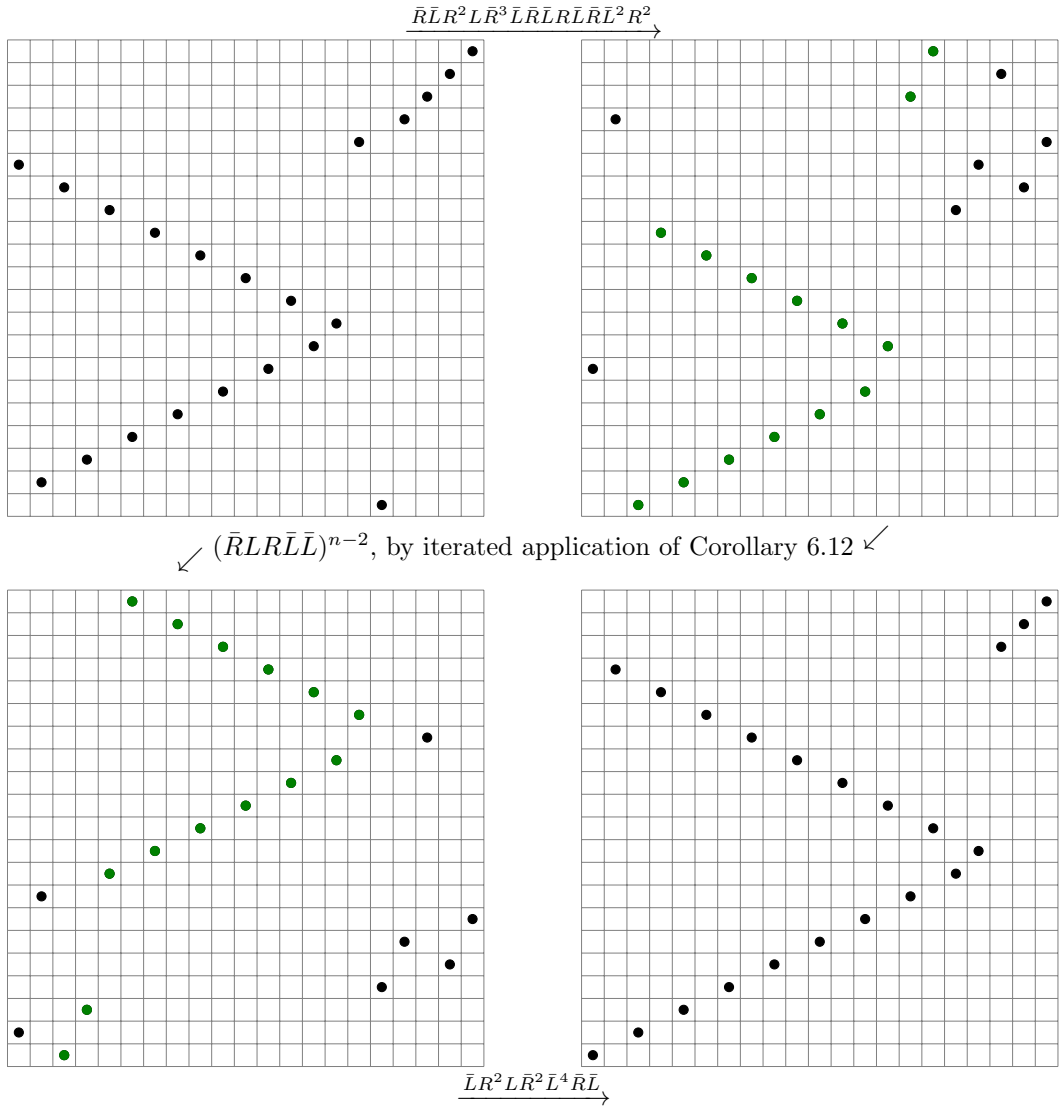 R̄L̄R²LR̄³L̄R̄L̄RL̄R̄L̄²R²
(R̄LRL̄L̄)ⁿ⁻², by iterated application of Corollary 6.12
L̄R²LR̄²L̄⁴R̄L̄